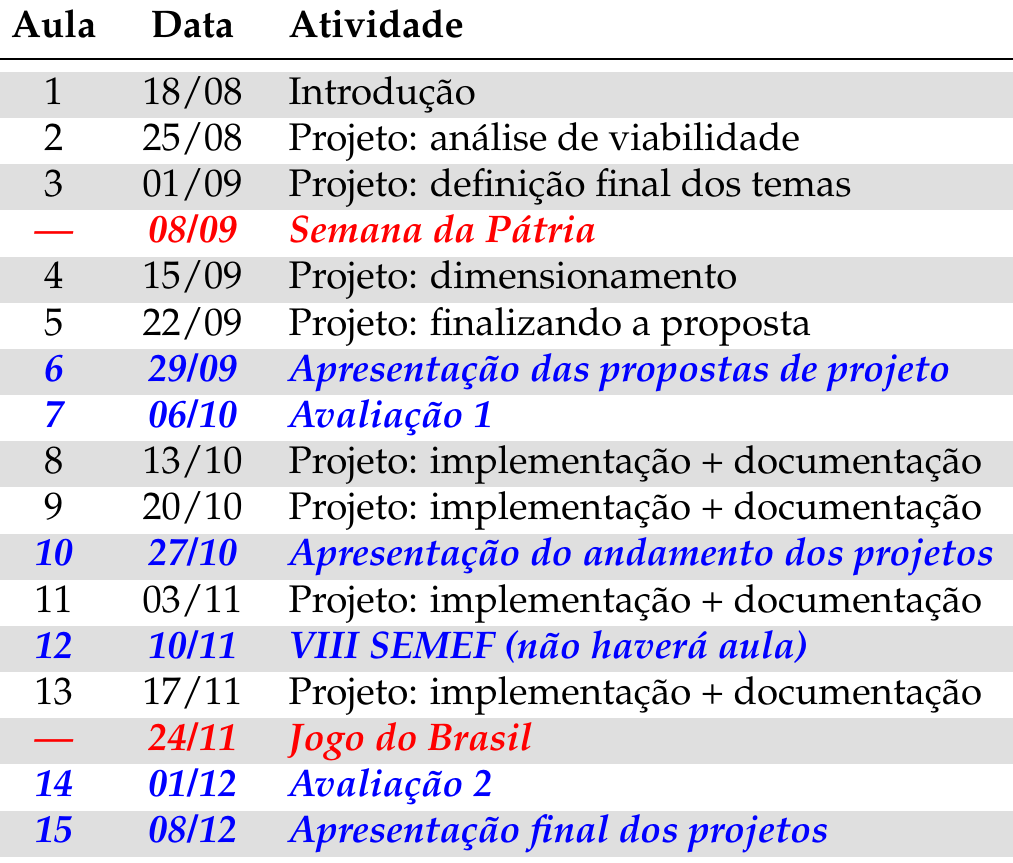 Aula Data Atividade
1 18/08 Introdução
2 25/08 Projeto: análise de viabilidade
3 01/09 Projeto: definição final dos temas
— 08/09 Semana da Pátria
4 15/09 Projeto: dimensionamento
5 22/09 Projeto: finalizando a proposta
6 29/09 Apresentação das propostas de projeto
7 06/10 Avaliação 1
8 13/10 Projeto: implementação + documentação
9 20/10 Projeto: implementação + documentação
10 27/10 Apresentação do andamento dos projetos
11 03/11 Projeto: implementação + documentação
12 10/11 VIII SEMEF (não haverá aula)
13 17/11 Projeto: implementação + documentação
— 24/11 Jogo do Brasil
14 01/12 Avaliação 2
15 08/12 Apresentação final dos projetos